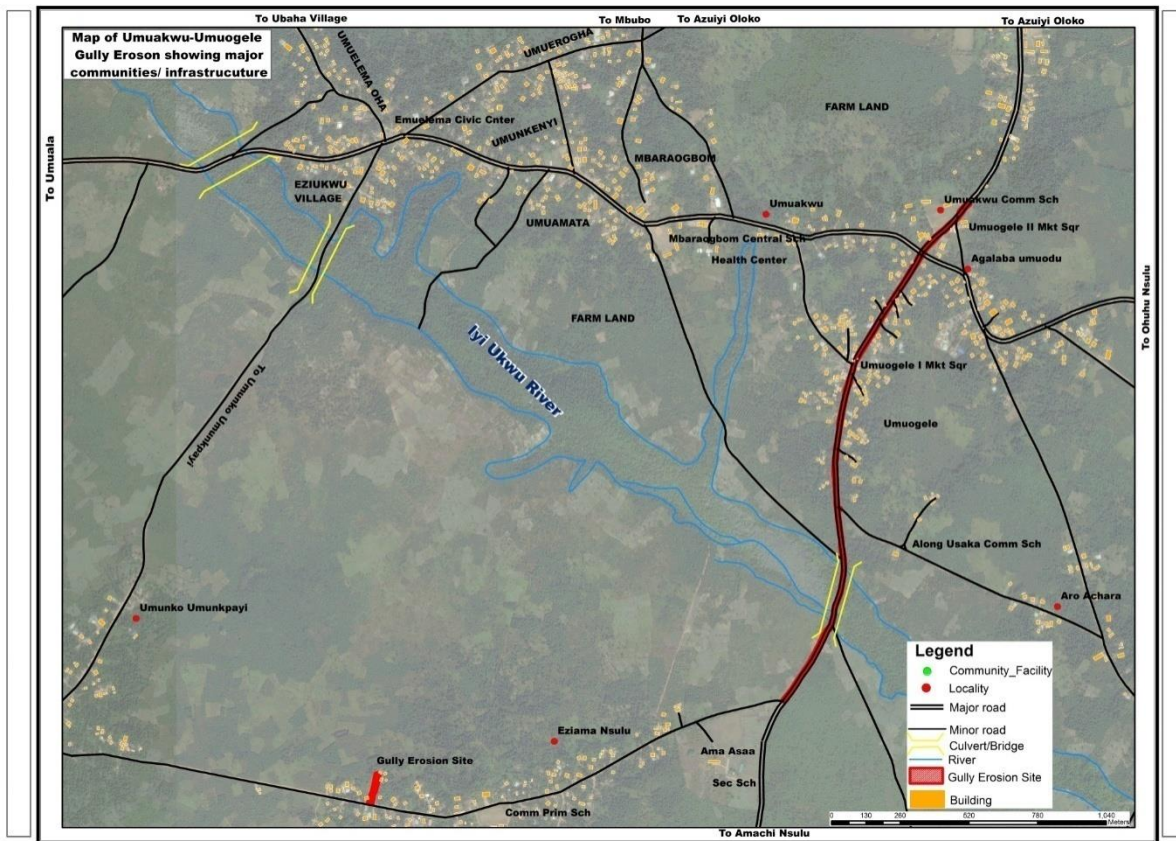 To Ubaha Village
To Mbubo
To Azuiyi Oloko
To Azuiyi Oloko
Map of Umuakwu-Umuogele
Gully Eroson showing major
communities/ infrastrucuture
UMUELEMA OHA
UMUEROGHA
FARM LAND
Emuelema Civic Cnter
UMUNKENYI
MBARAOGBOM
To Umuala
EZIUKWU
VILLAGE
UMUAMATA
Umuakwu
Umuakwu Comm Sch
Umuogele II Mkt Sqr
Mbaraogbom Central Sch
Health Center
Agalaba umuodu
To Ohuhu Nsulu
FARM LAND
Iyi Ukwu River
Umuogele I Mkt Sqr
To Umunko Umunkpayi
Umuogele
Along Usaka Comm Sch
Umunko Umunkpayi
Aro Achara
Legend
Community_Facility
Locality
Major road
Minor road
Culvert/Bridge
River
Gully Erosion Site
Building
Eziama Nsulu
Ama Asaa
Sec Sch
Gully Erosion Site
Comm Prim Sch
0 130 260 520 780 1,040
Meters
To Amachi Nsulu